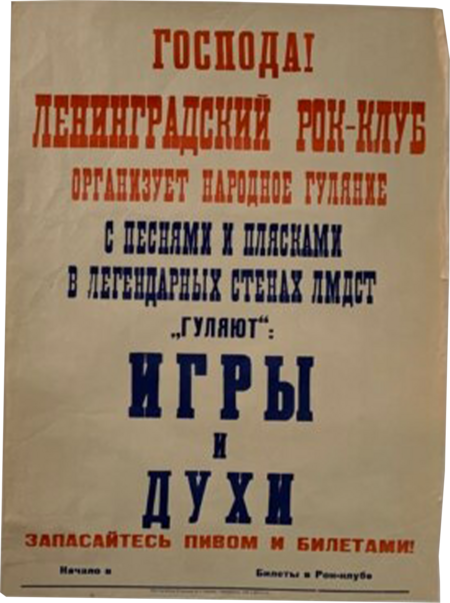 ГОСПОДА!
ЛЕНИНГРАДСКИЙ РОК-КЛУБ
ОРГАНИЗУЕТ НАРОДНОЕ ГУЛЯНИЕ
С ПЕСНЯМИ И ПЛЯСКАМИ
В ЛЕГЕНДАРНЫХ СТЕНАХ ЛМДСТ
„ГУЛЯЮТ“:
ИГРЫ
И
ДУХИ
ЗАПАСАЙТЕСЬ ПИВОМ И БИЛЕТАМИ!
Начало в Билеты в Рок-клубе